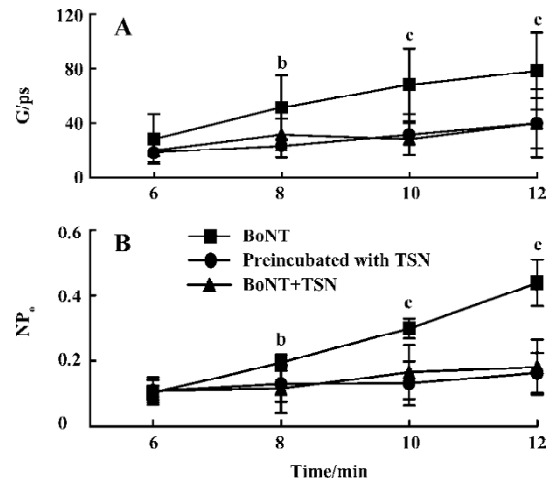 A
120
80
40
0
G/ps
b
c
c
6
8
10
12
B
0.6
0.4
0.2
0
NPo
BoNT
Preincubated with TSN
BoNT+TSN
b
c
c
6
8
10
12
Time/min